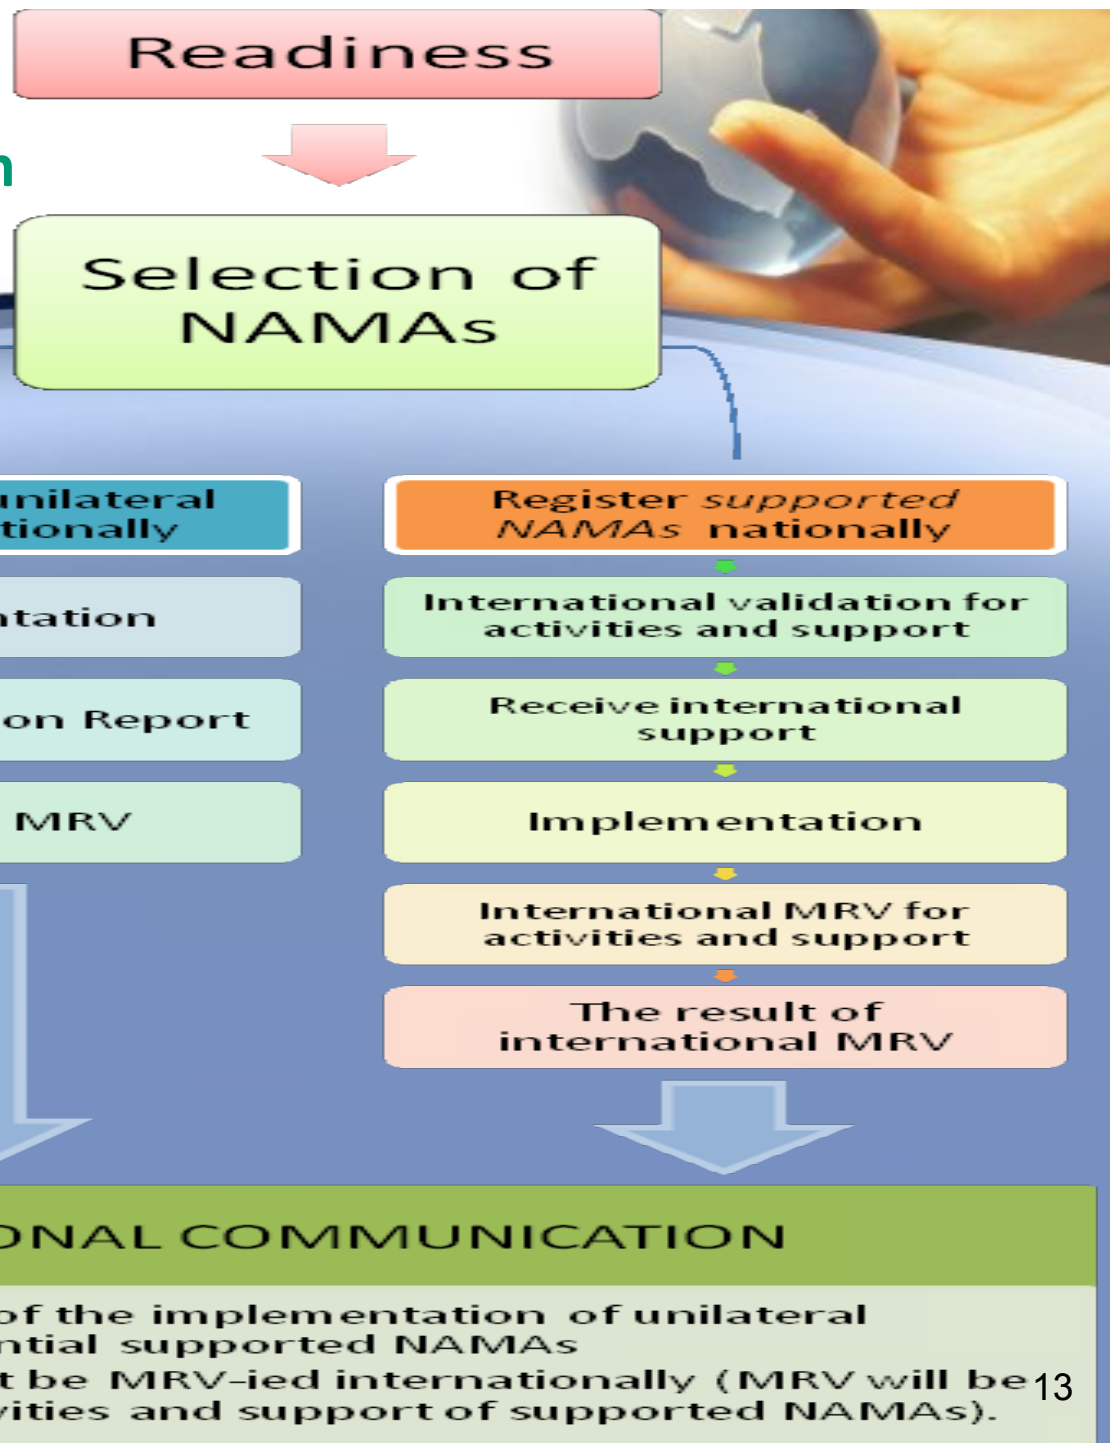 Readiness
Selection of
NAMAs
unilateral
tionally
ntation
on Report
MRV
Register supported
NAMAs nationally
International validation for
activities and support
Receive international
support
Implementation
International MRV for
activities and support
The result of
international MRV
ONAL COMMUNICATION
of the implementation of unilateral
ntial supported NAMAs
t be MRV-ied internationally (MRV will be
vities and support of supported NAMAs).
13